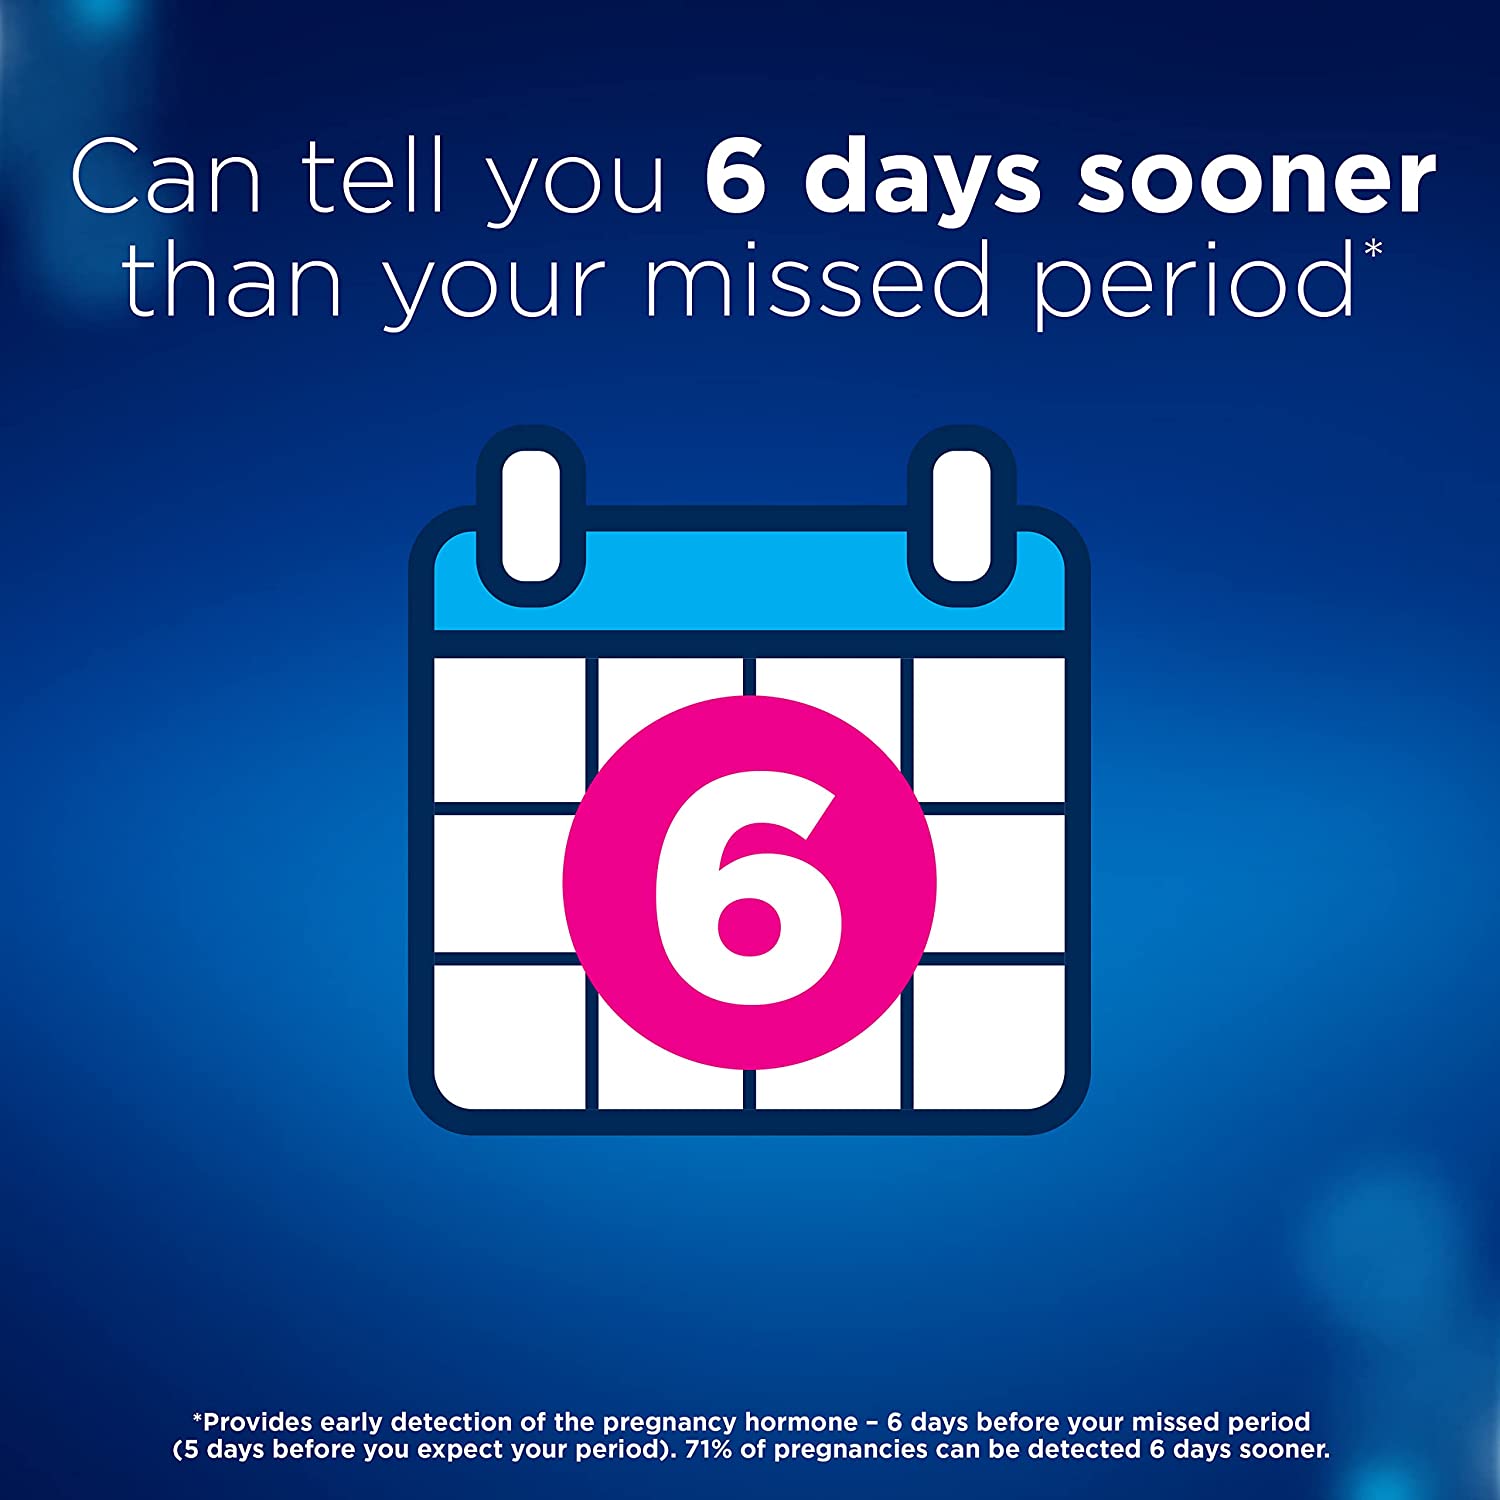 Can tell you 6 days sooner
than your missed period*
6
*Provides early detection of the pregnancy hormone – 6 days before your missed period
(5 days before you expect your period). 71% of pregnancies can be detected 6 days sooner.